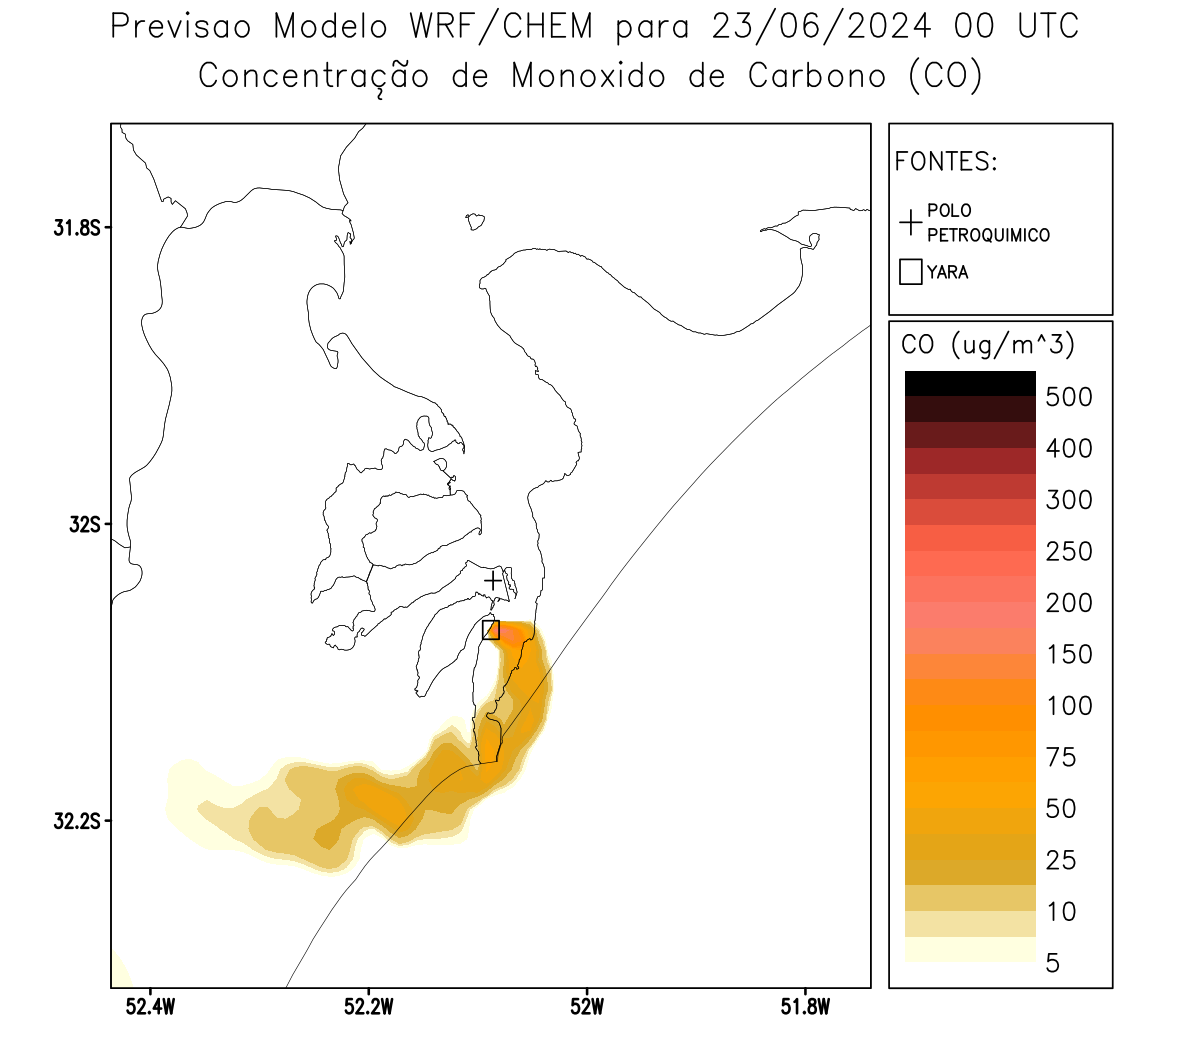 Previsao Modelo WRF/CHEM para 23/06/2024 00 UTC
Concentração de Monoxido de Carbono (CO)
FONTES:
POLO
PETROQUIMICO
YARA
CO (ug/m^3)
500
400
300
250
200
150
100
75
50
25
10
5
31.8S
32S
32.2S
52.4W
52.2W
52W
51.8W